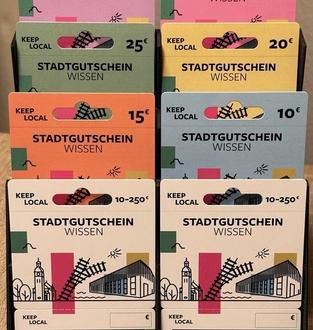 KEEP LOCAL
25€
STADTGUTSCHEIN
WISSEN
KEEP LOCAL
20€
STADTGUTSCHEIN
WISSEN
KEEP LOCAL
15€
STADTGUTSCHEIN
WISSEN
KEEP LOCAL
10€
STADTGUTSCHEIN
WISSEN
KEEP LOCAL
10-250€
STADTGUTSCHEIN
WISSEN
KEEP LOCAL
€
KEEP LOCAL
10-250€
STADTGUTSCHEIN
WISSEN
KEEP LOCAL
€